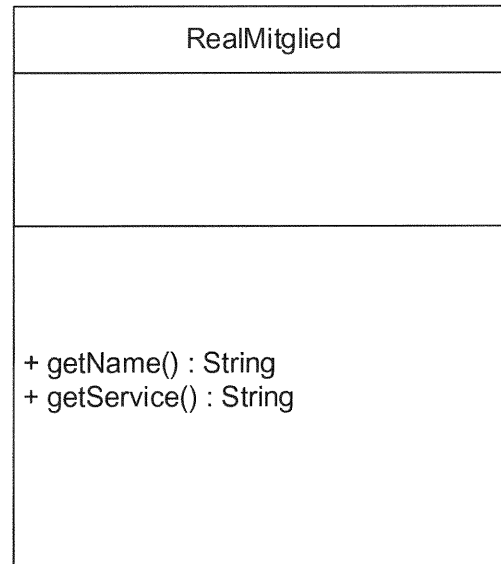 RealMitglied
+ getName() : String
+ getService() : String